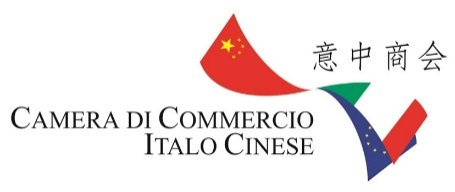 意中商会
CAMERA DI COMMERCIO
ITALO CINESE